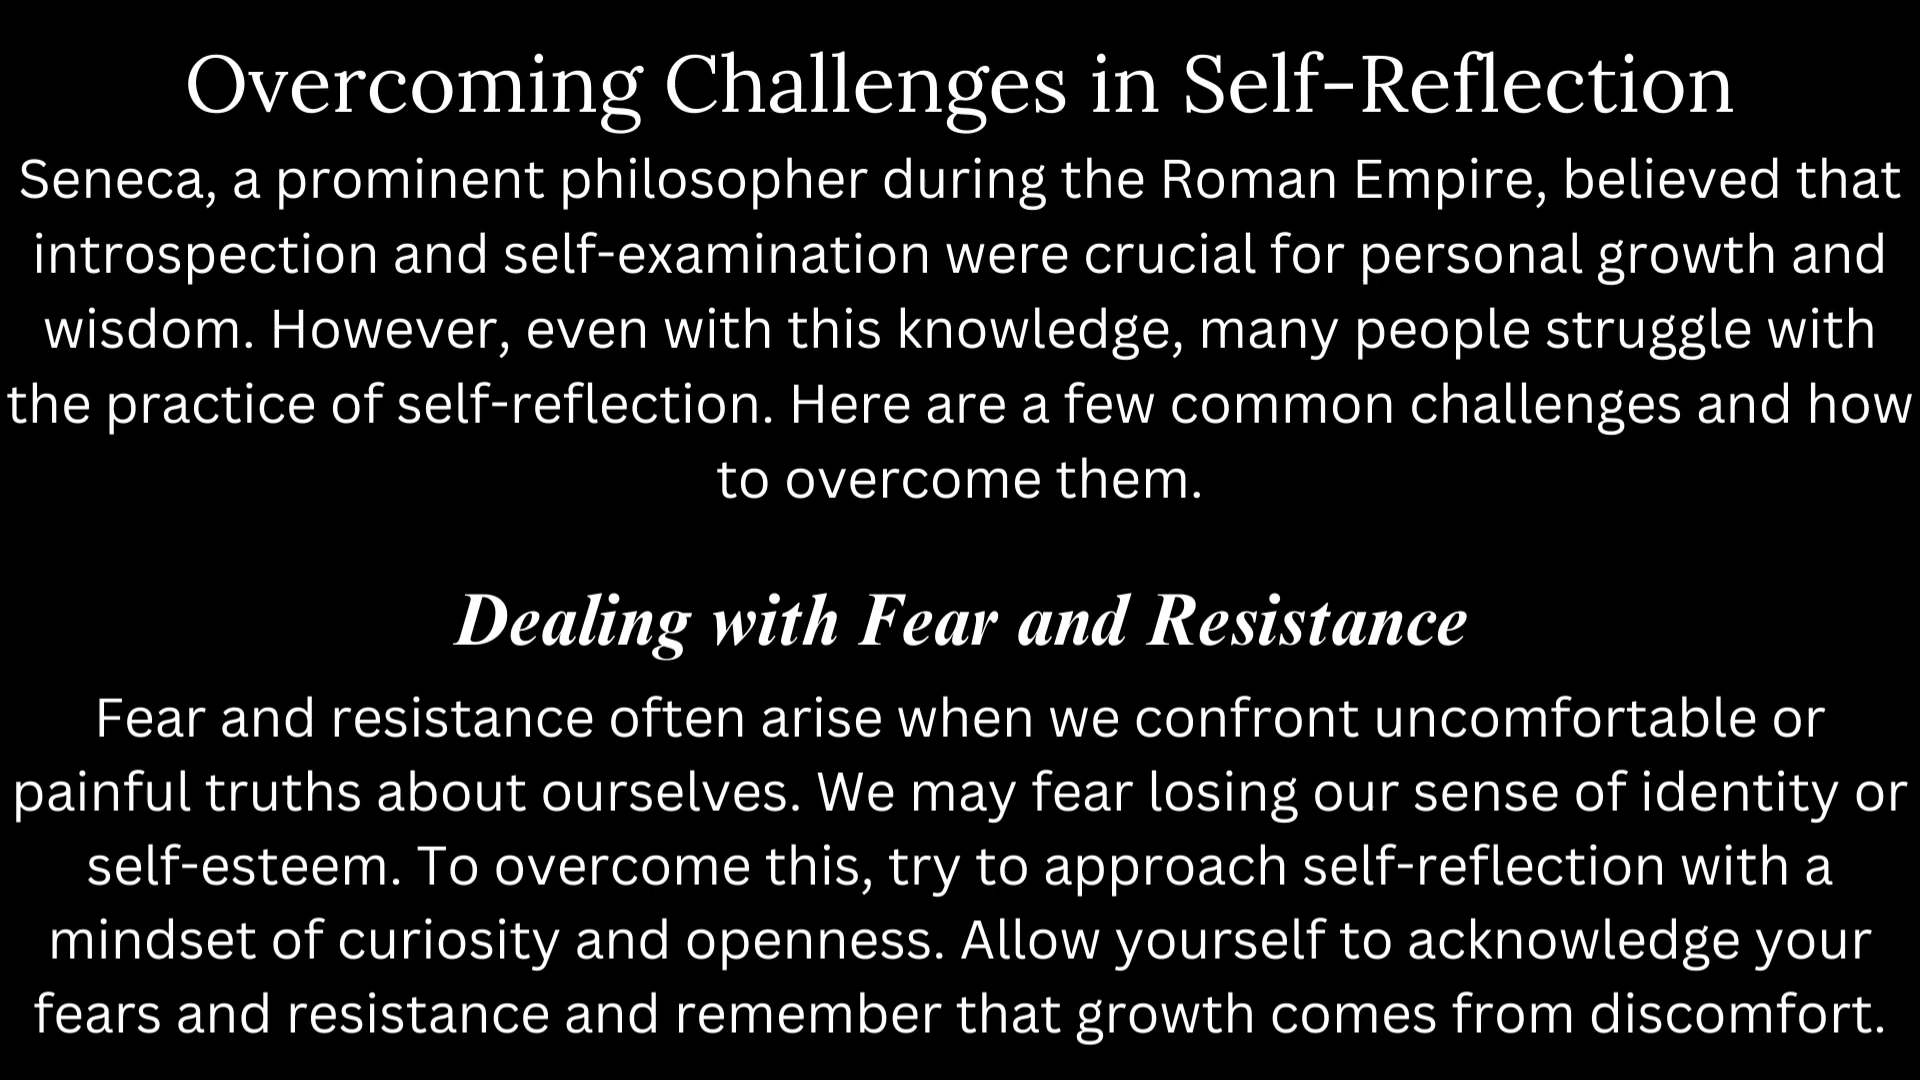 Overcoming Challenges in Self-Reflection
Seneca, a prominent philosopher during the Roman Empire, believed that
introspection and self-examination were crucial for personal growth and
wisdom. However, even with this knowledge, many people struggle with
the practice of self-reflection. Here are a few common challenges and how
to overcome them.
Dealing with Fear and Resistance
Fear and resistance often arise when we confront uncomfortable or
painful truths about ourselves. We may fear losing our sense of identity or
self-esteem. To overcome this, try to approach self-reflection with a
mindset of curiosity and openness. Allow yourself to acknowledge your
fears and resistance and remember that growth comes from discomfort.